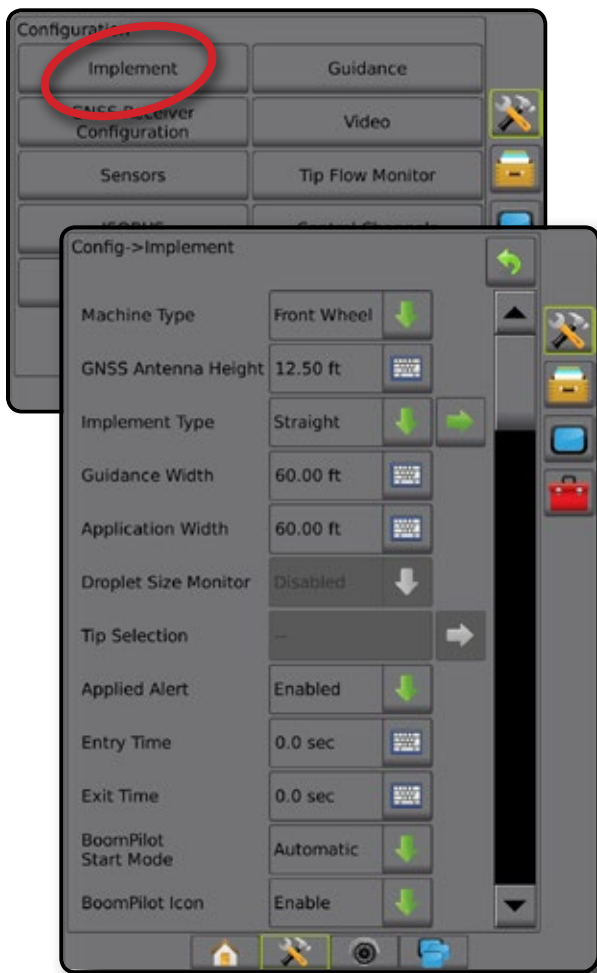 Configuration
Implement
Guidance
GNSS Receiver
Configuration
Video
Sensors
Tip Flow Monitor
Config->Implement
Machine Type
Front Wheel
GNSS Antenna Height
12.50 ft
Implement Type
Straight
Guidance Width
60.00 ft
Application Width
60.00 ft
Droplet Size Monitor
Disabled
Tip Selection
--
Applied Alert
Enabled
Entry Time
0.0 sec
Exit Time
0.0 sec
BoomPilot
Start Mode
Automatic
BoomPilot Icon
Enable